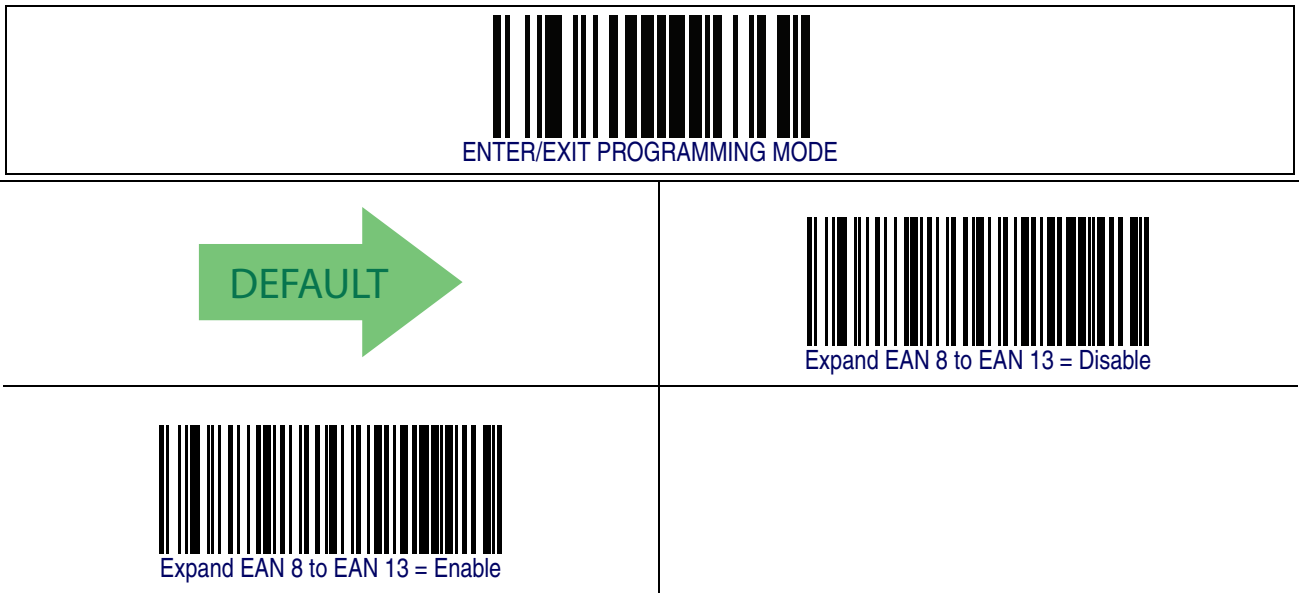 ENTER/EXIT PROGRAMMING MODE
DEFAULT
Expand EAN 8 to EAN 13 = Disable
Expand EAN 8 to EAN 13 = Enable